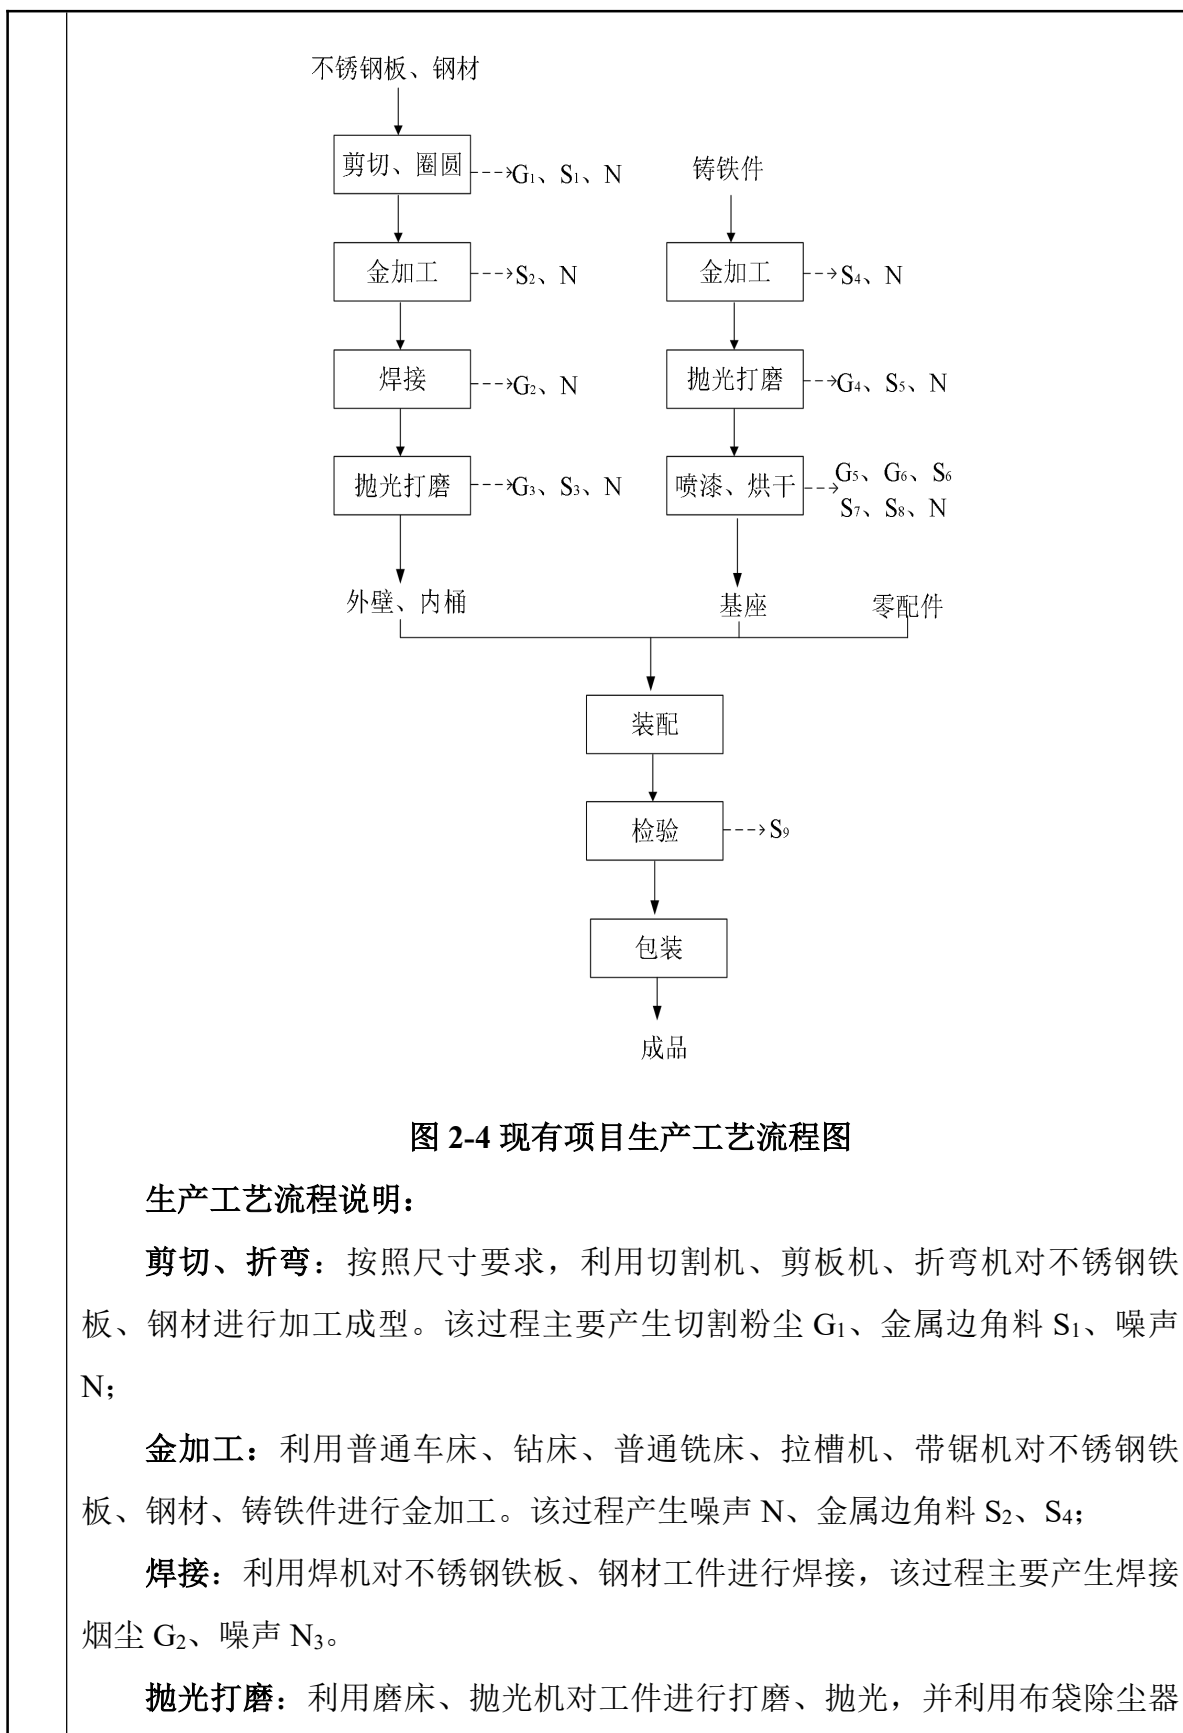 不锈钢板、钢材
剪切、圈圆
G₁、S₁、N
铸铁件
金加工
S₂、N
金加工
S₄、N
焊接
G₂、N
抛光打磨
G₄、S₅、N
抛光打磨
G₃、S₃、N
喷漆、烘干
G₅、G₆、S₆
S₇、S₈、N
外壁、内桶
基座
零配件
装配
检验
S₉
包装
成品
图 2-4 现有项目生产工艺流程图
生产工艺流程说明：
剪切、折弯：按照尺寸要求，利用切割机、剪板机、折弯机对不锈钢铁
板、钢材进行加工成型。该过程主要产生切割粉尘 G₁、金属边角料 S₁、噪声
N；
金加工：利用普通车床、钻床、普通铣床、拉槽机、带锯机对不锈钢铁
板、钢材、铸铁件进行金加工。该过程产生噪声 N、金属边角料 S₂、S₄；
焊接：利用焊机对不锈钢铁板、钢材工件进行焊接，该过程主要产生焊接
烟尘 G₂、噪声 N₃。
抛光打磨：利用磨床、抛光机对工件进行打磨、抛光，并利用布袋除尘器